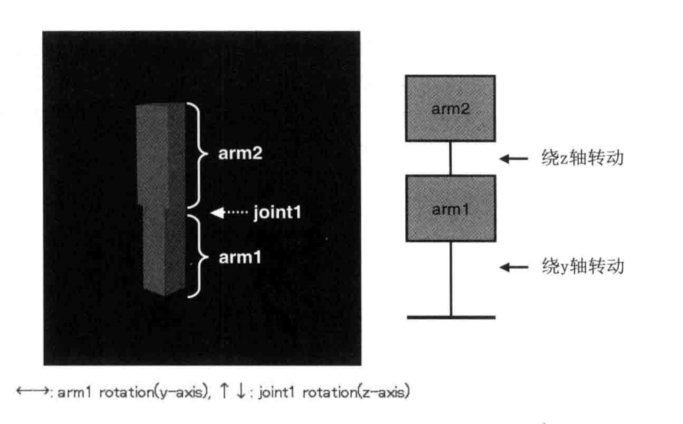 arm2
joint1
arm1
arm2
绕z轴转动
arm1
绕y轴转动
←→: arm1 rotation(y-axis), ↑ ↓: joint1 rotation(z-axis)